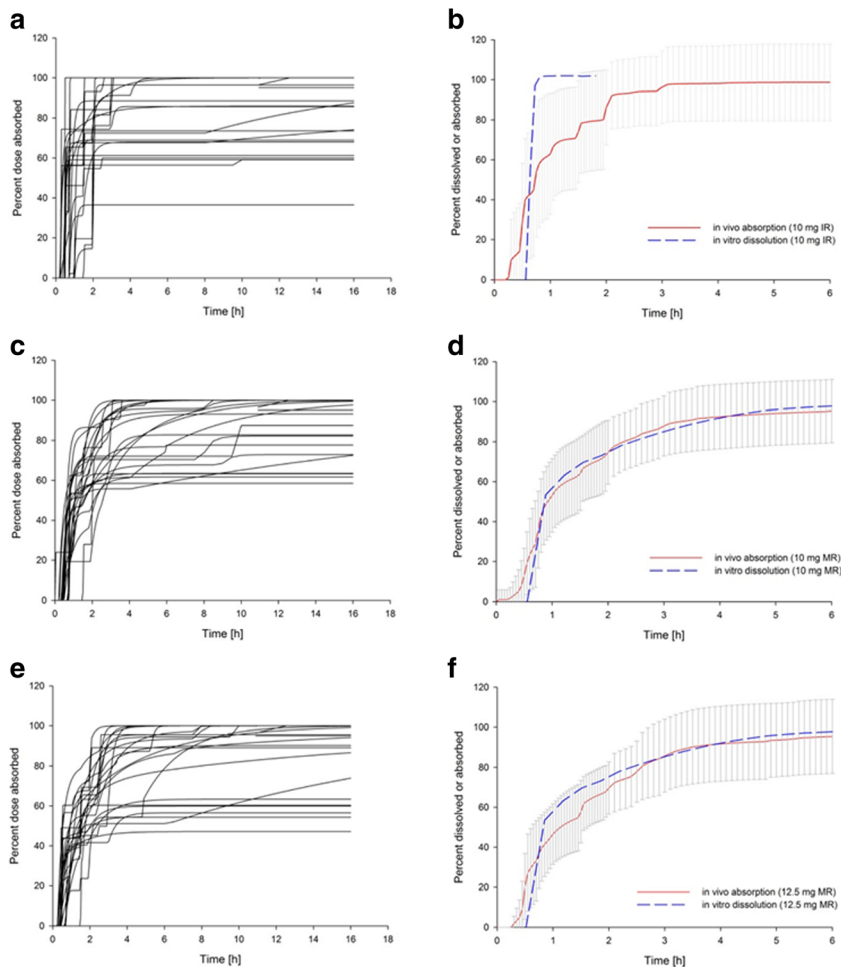 a
120
100
80
60
40
20
0
Percent dose absorbed
0 2 4 6 8 10 12 14 16 18
Time [h]
b
120
100
80
60
40
20
0
Percent dissolved or absorbed
in vivo absorption (10 mg IR)
in vitro dissolution (10 mg IR)
0 1 2 3 4 5 6
Time [h]
c
120
100
80
60
40
20
0
Percent dose absorbed
0 2 4 6 8 10 12 14 16 18
Time [h]
d
120
100
80
60
40
20
0
Percent dissolved or absorbed
in vivo absorption (10 mg MR)
in vitro dissolution (10 mg MR)
0 1 2 3 4 5 6
Time [h]
e
120
100
80
60
40
20
0
Percent dose absorbed
0 2 4 6 8 10 12 14 16 18
Time [h]
f
120
100
80
60
40
20
0
Percent dissolved or absorbed
in vivo absorption (12.5 mg MR)
in vitro dissolution (12.5 mg MR)
0 1 2 3 4 5 6
Time [h]